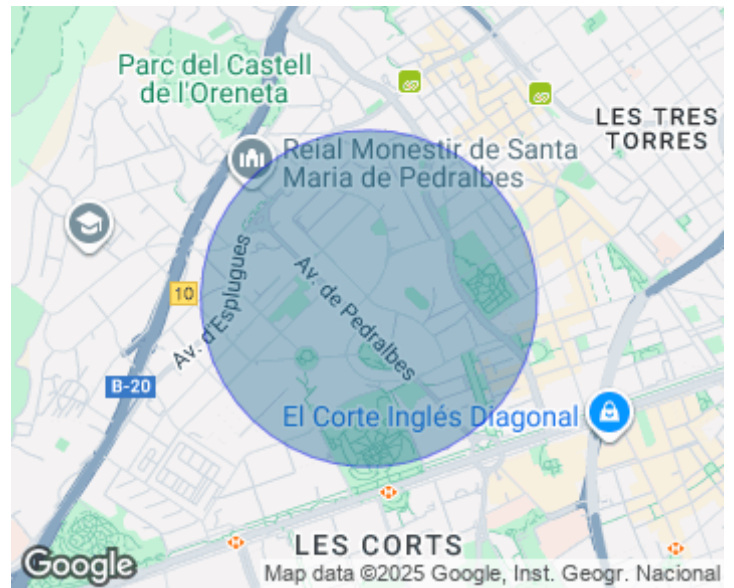 Parc del Castell
de l'Oreneta
LES TRES
TORRES
Reial Monestir de Santa
Maria de Pedralbes
Av. d'Esplugues
Av. de Pedralbes
10
B-20
El Corte Inglés Diagonal
LES CORTS
Google
Map data ©2025 Google, Inst. Geogr. Nacional